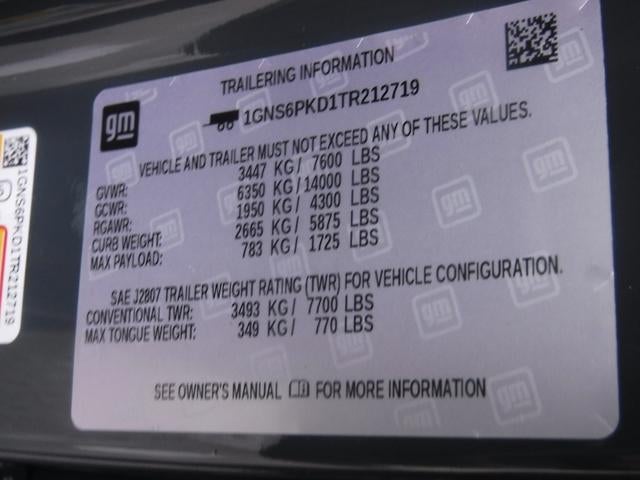 TRAILERING INFORMATION
gm
1GNS6PKD1TR212719
VEHICLE AND TRAILER MUST NOT EXCEED ANY OF THESE VALUES.
GVWR: 3447 KG/ 7600 LBS
GCWR: 6350 KG/14000 LBS
RGAWR: 1950 KG/ 4300 LBS
CURB WEIGHT: 2665 KG/ 5875 LBS
MAX PAYLOAD: 783 KG/ 1725 LBS
SAE J2807 TRAILER WEIGHT RATING (TWR) FOR VEHICLE CONFIGURATION.
CONVENTIONAL TWR: 3493 KG/ 7700 LBS
MAX TONGUE WEIGHT: 349 KG/ 770 LBS
SEE OWNER'S MANUAL FOR MORE INFORMATION
1GNS6PKD1TR212719